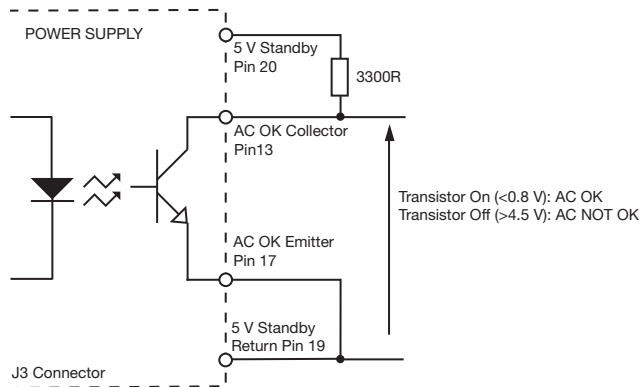 POWER SUPPLY
5 V Standby
Pin 20
3300R
AC OK Collector
Pin13
Transistor On (<0.8 V): AC OK
Transistor Off (>4.5 V): AC NOT OK
AC OK Emitter
Pin 17
5 V Standby
Return Pin 19
J3 Connector